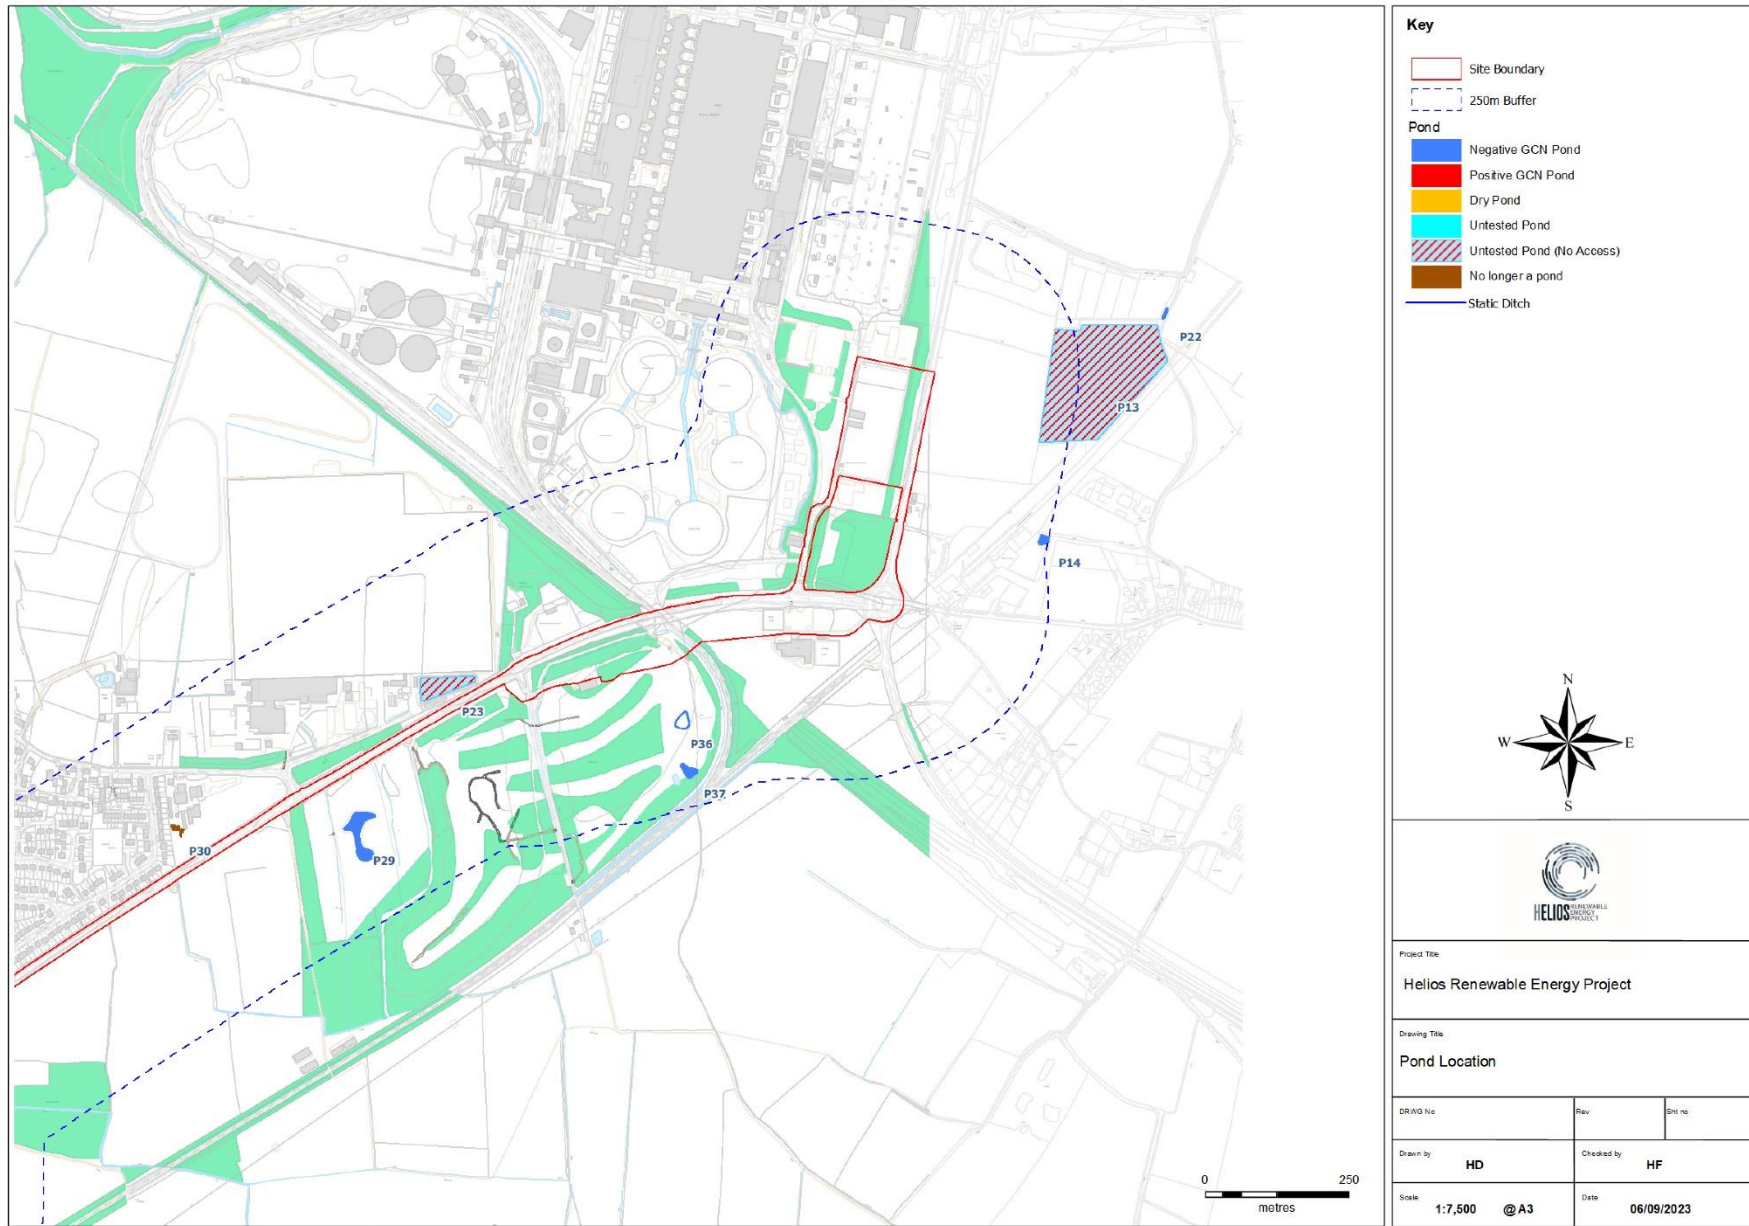 Key
Site Boundary
250m Buffer
Pond
Negative GCN Pond
Positive GCN Pond
Dry Pond
Untested Pond
Untested Pond (No Access)
No longer a pond
Static Ditch
P22
P13
P14
P23
P36
P37
P30
P29
N
W
E
S
HELIOS RENEWABLE
ENERGY
PROJECT
Project Title
Helios Renewable Energy Project
Drawing Title
Pond Location
DRWG No
Rev
Sht no
Drawn by
HD
Checked by
HF
Scale
1:7,500 @A3
Date
06/09/2023
0
250
metres